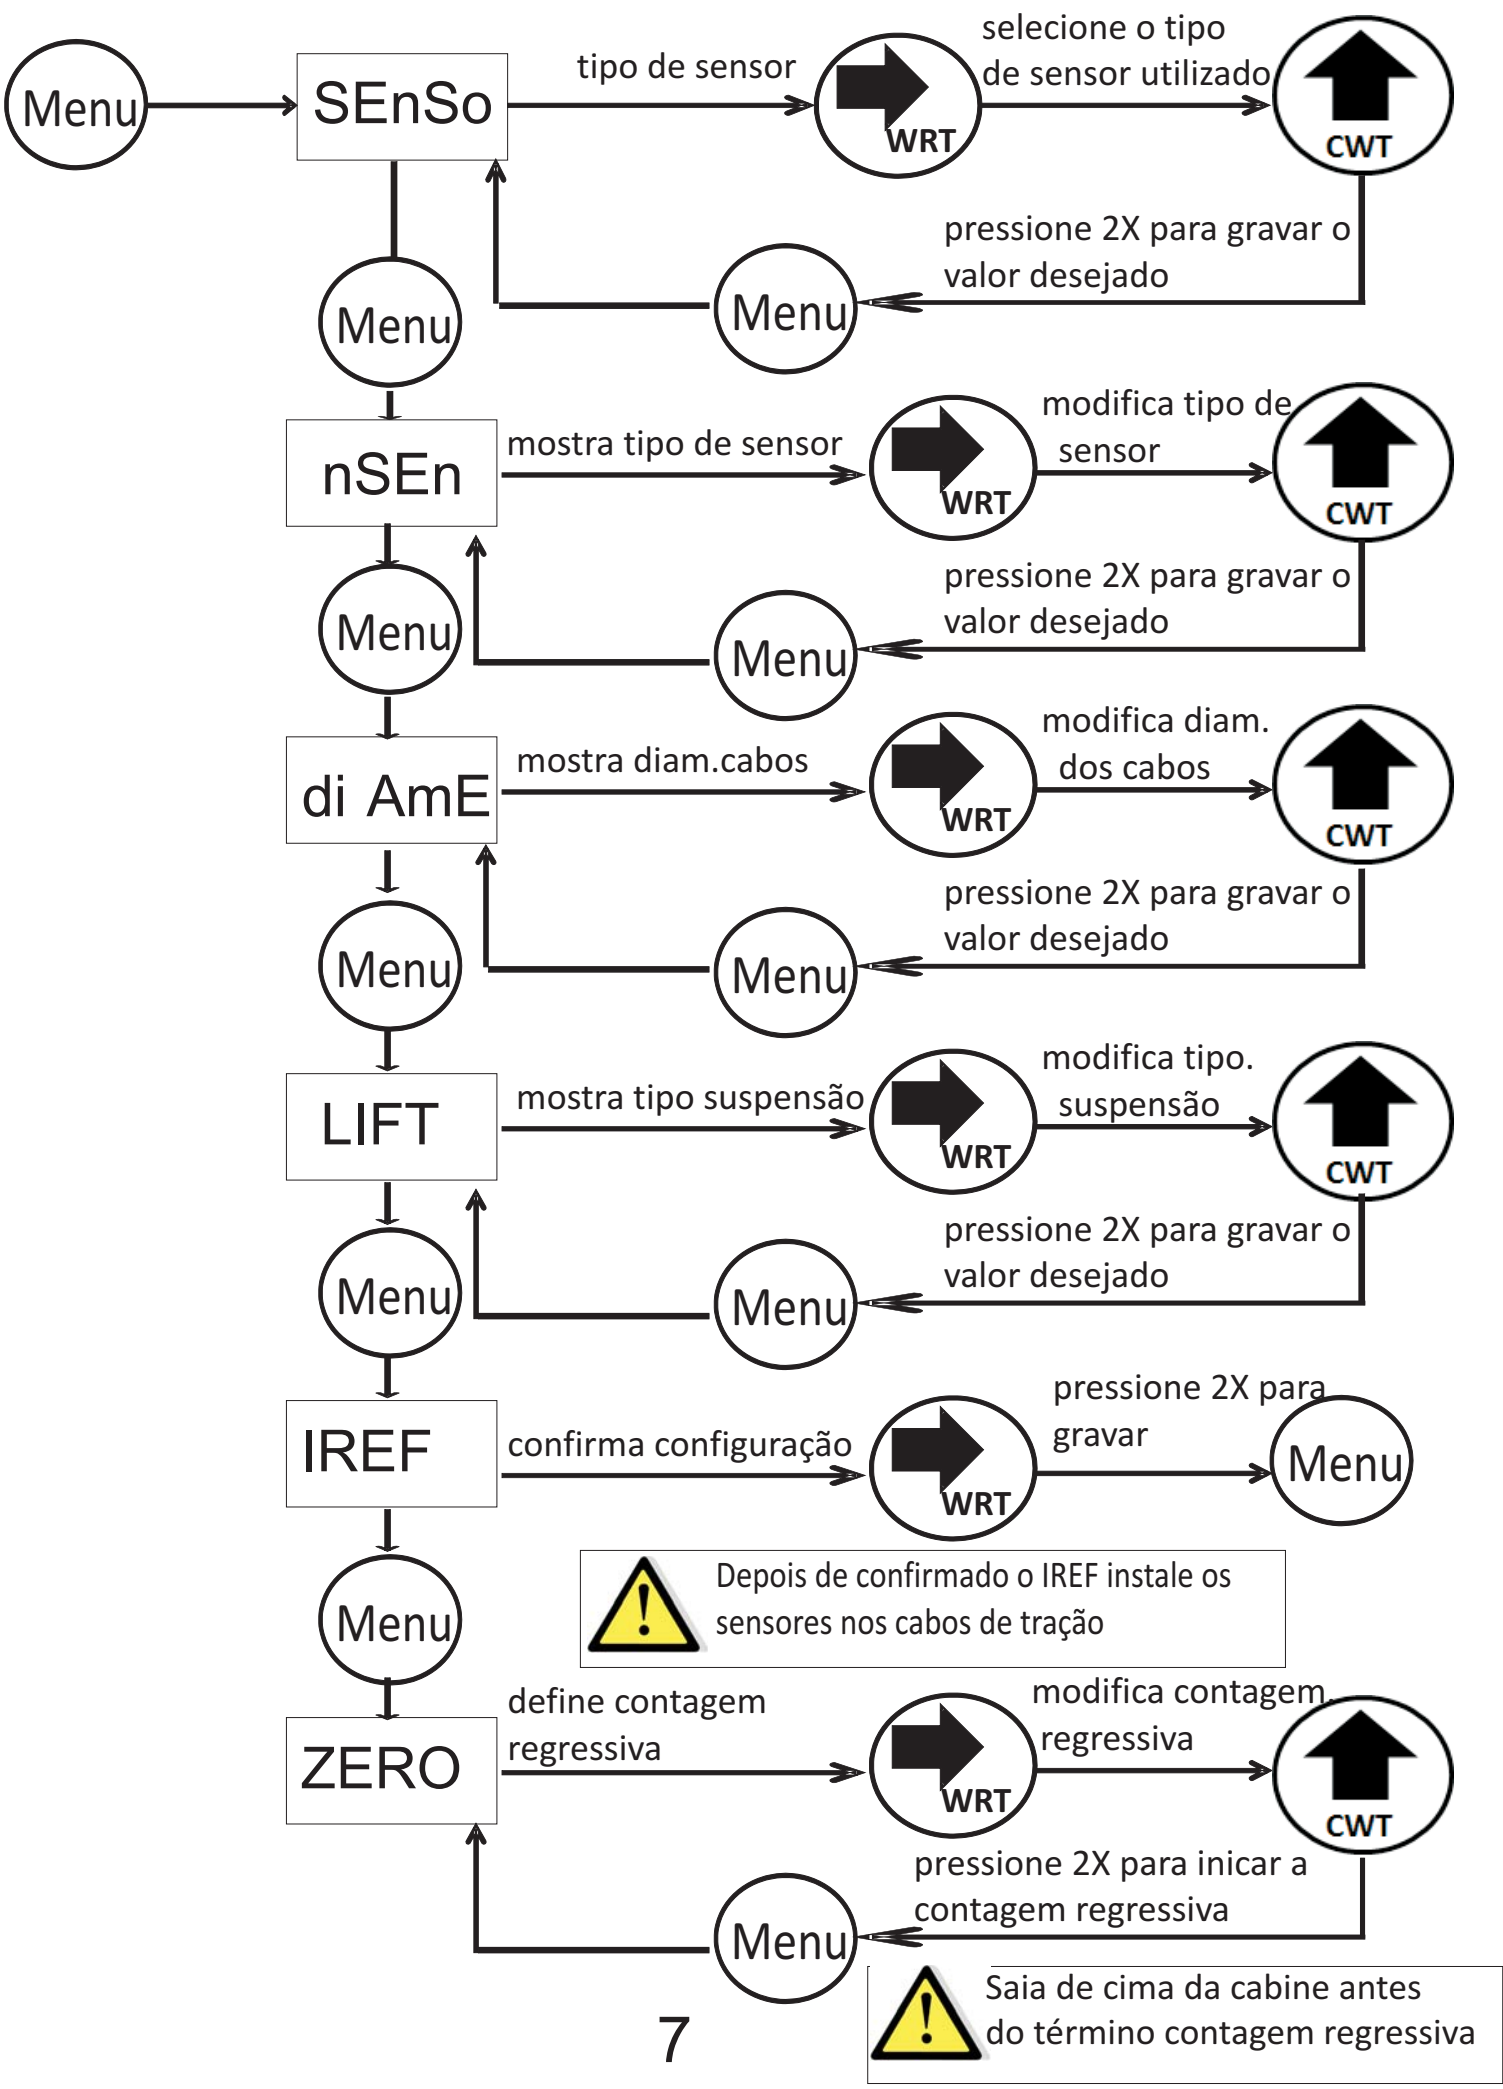 Menu
SEnSo
tipo de sensor
WRT
selecione o tipo
de sensor utilizado
CWT
pressione 2X para gravar o
valor desejado
Menu
Menu
nSEn
mostra tipo de sensor
WRT
modifica tipo de
sensor
CWT
pressione 2X para gravar o
valor desejado
Menu
Menu
di AmE
mostra diam.cabos
WRT
modifica diam.
dos cabos
CWT
pressione 2X para gravar o
valor desejado
Menu
Menu
LIFT
mostra tipo suspensão
WRT
modifica tipo.
suspensão
CWT
pressione 2X para gravar o
valor desejado
Menu
Menu
IREF
confirma configuração
WRT
pressione 2X para
gravar
Menu
Depois de confirmado o IREF instale os
sensores nos cabos de tração
Menu
ZERO
define contagem
regressiva
WRT
modifica contagem.
regressiva
CWT
pressione 2X para inicar a
contagem regressiva
Menu
Saia de cima da cabine antes
do término contagem regressiva
7